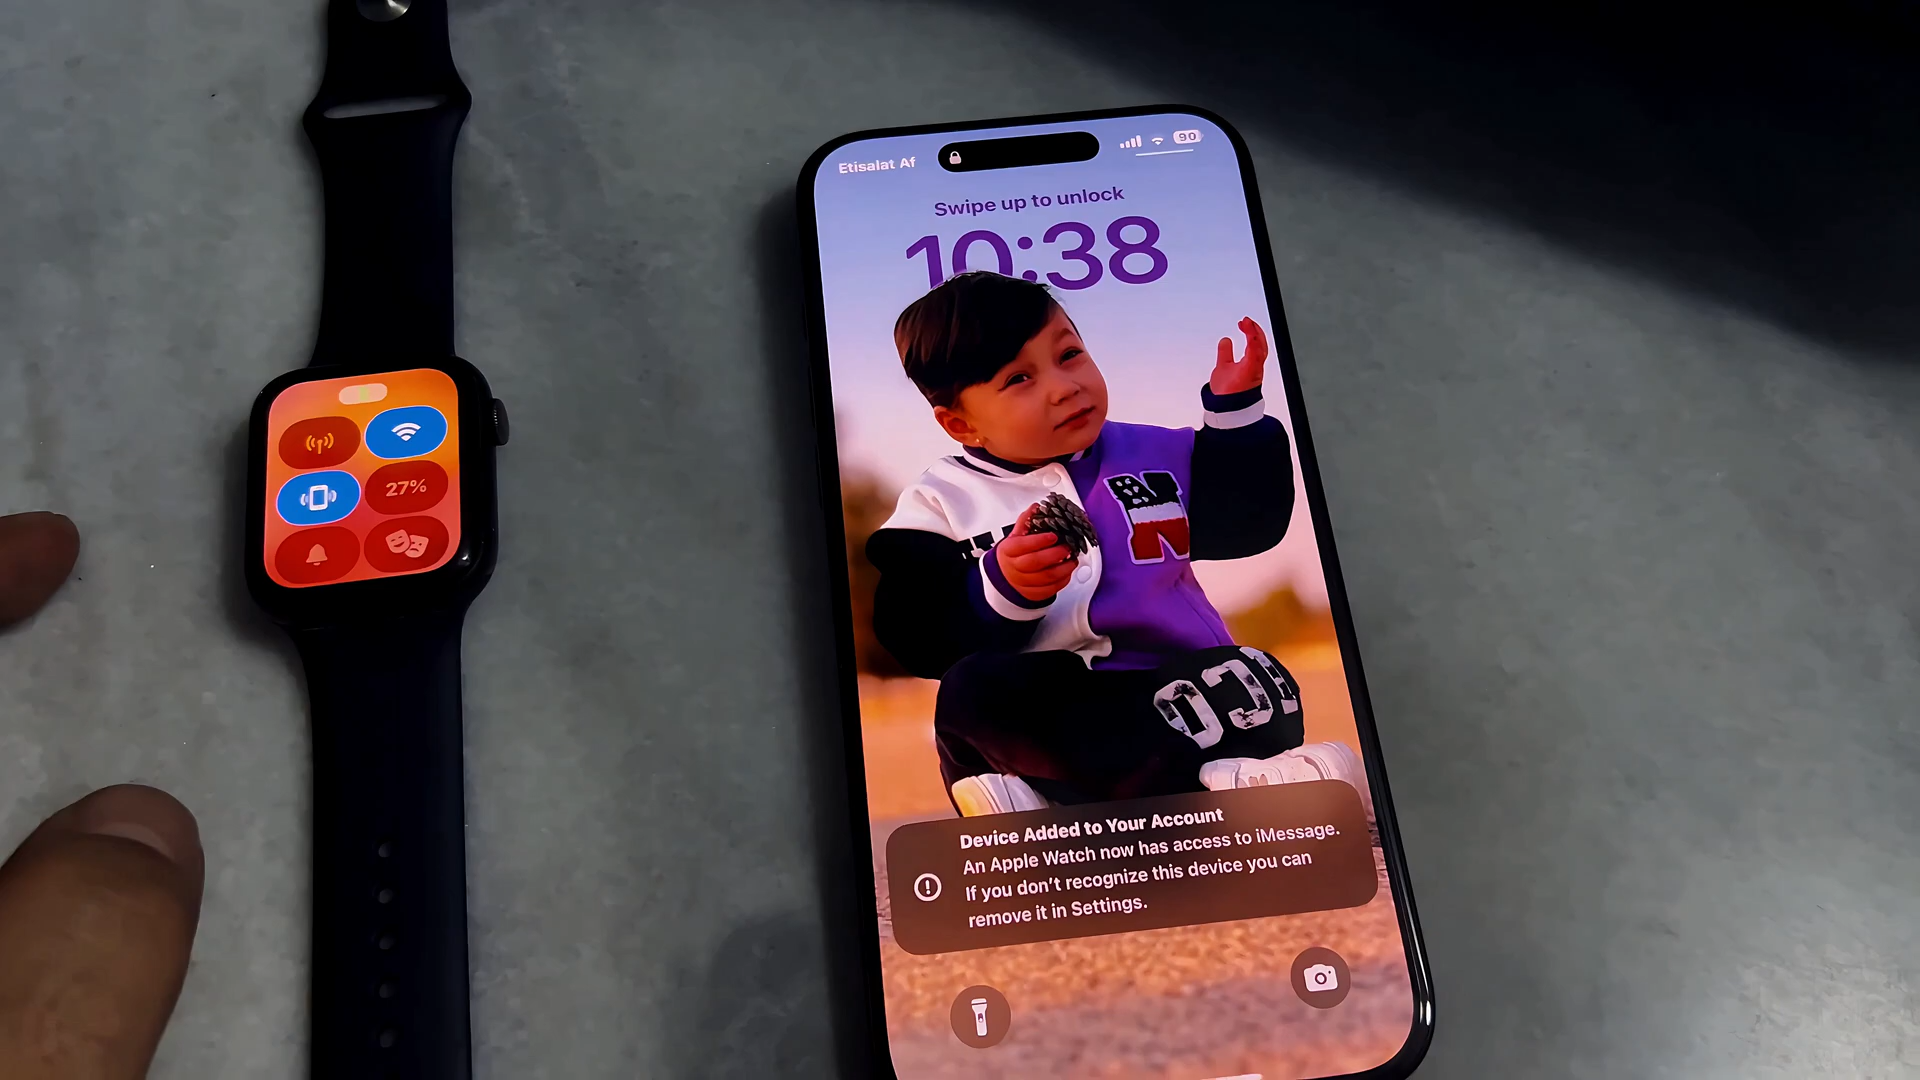 27%
Etisalat Af
90
Swipe up to unlock
10:38
N
Device Added to Your Account
An Apple Watch now has access to iMessage.
If you don't recognize this device you can
remove it in Settings.